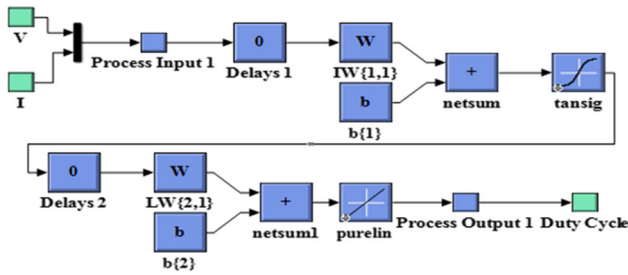 V
I
Process Input 1
0
Delays 1
W
IW{1,1}
b
b{1}
+
netsum
tansig
0
Delays 2
W
LW{2,1}
b
b{2}
+
netsum1
purelin
Process Output 1
Duty Cycle